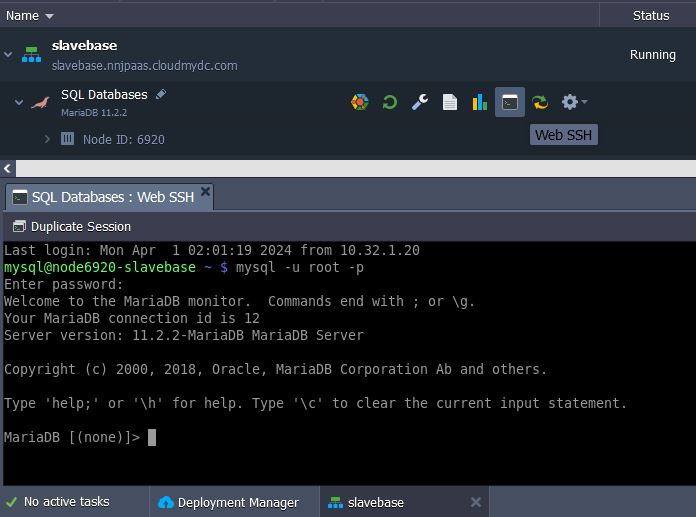 Name
Status
slavebase
slavebase.nnjpaas.cloudmydc.com
Running
SQL Databases
MariaDB 11.2.2
Node ID: 6920
Web SSH
SQL Databases : Web SSH
Duplicate Session
Last login: Mon Apr  1 02:01:19 2024 from 10.32.1.20
mysql@node6920-slavebase ~ $ mysql -u root -p
Enter password:
Welcome to the MariaDB monitor.  Commands end with ; or \g.
Your MariaDB connection id is 12
Server version: 11.2.2-MariaDB MariaDB Server
Copyright (c) 2000, 2018, Oracle, MariaDB Corporation Ab and others.
Type 'help;' or '\h' for help. Type '\c' to clear the current input statement.
MariaDB [(none)]>
No active tasks
Deployment Manager
slavebase